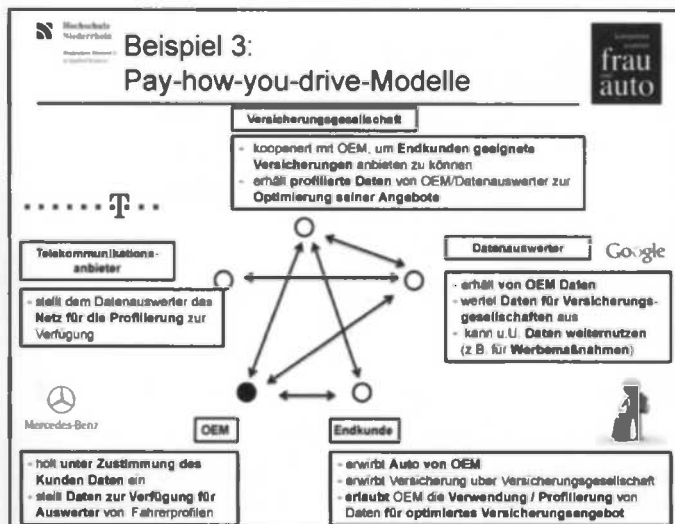 Hochschule
Niederrhein
Beispiel 3:
Pay-how-you-drive-Modelle
frau
auto
Versicherungsgesellschaft
- kooperiert mit OEM, um Endkunden geeignete
Versicherungen anbieten zu können
- erhält profilierte Daten von OEM/Datenauswerter zur
Optimierung seiner Angebote
T
Telekommunikations-
anbieter
- stellt dem Datenauswerter das
Netz für die Profilierung zur
Verfügung
Datenauswerter
Google
- erhält von OEM Daten
- wertet Daten für Versicherungs-
gesellschaften aus
- kann u.U. Daten weiternutzen
(z.B. für Werbemaßnahmen)
Mercedes-Benz
OEM
- holt unter Zustimmung des
Kunden Daten ein
- stellt Daten zur Verfügung für
Auswerter von Fahrerprofilen
Endkunde
- erwirbt Auto von OEM
- erwirbt Versicherung über Versicherungsgesellschaft
- erlaubt OEM die Verwendung / Profilierung von
Daten für optimiertes Versicherungsangebot